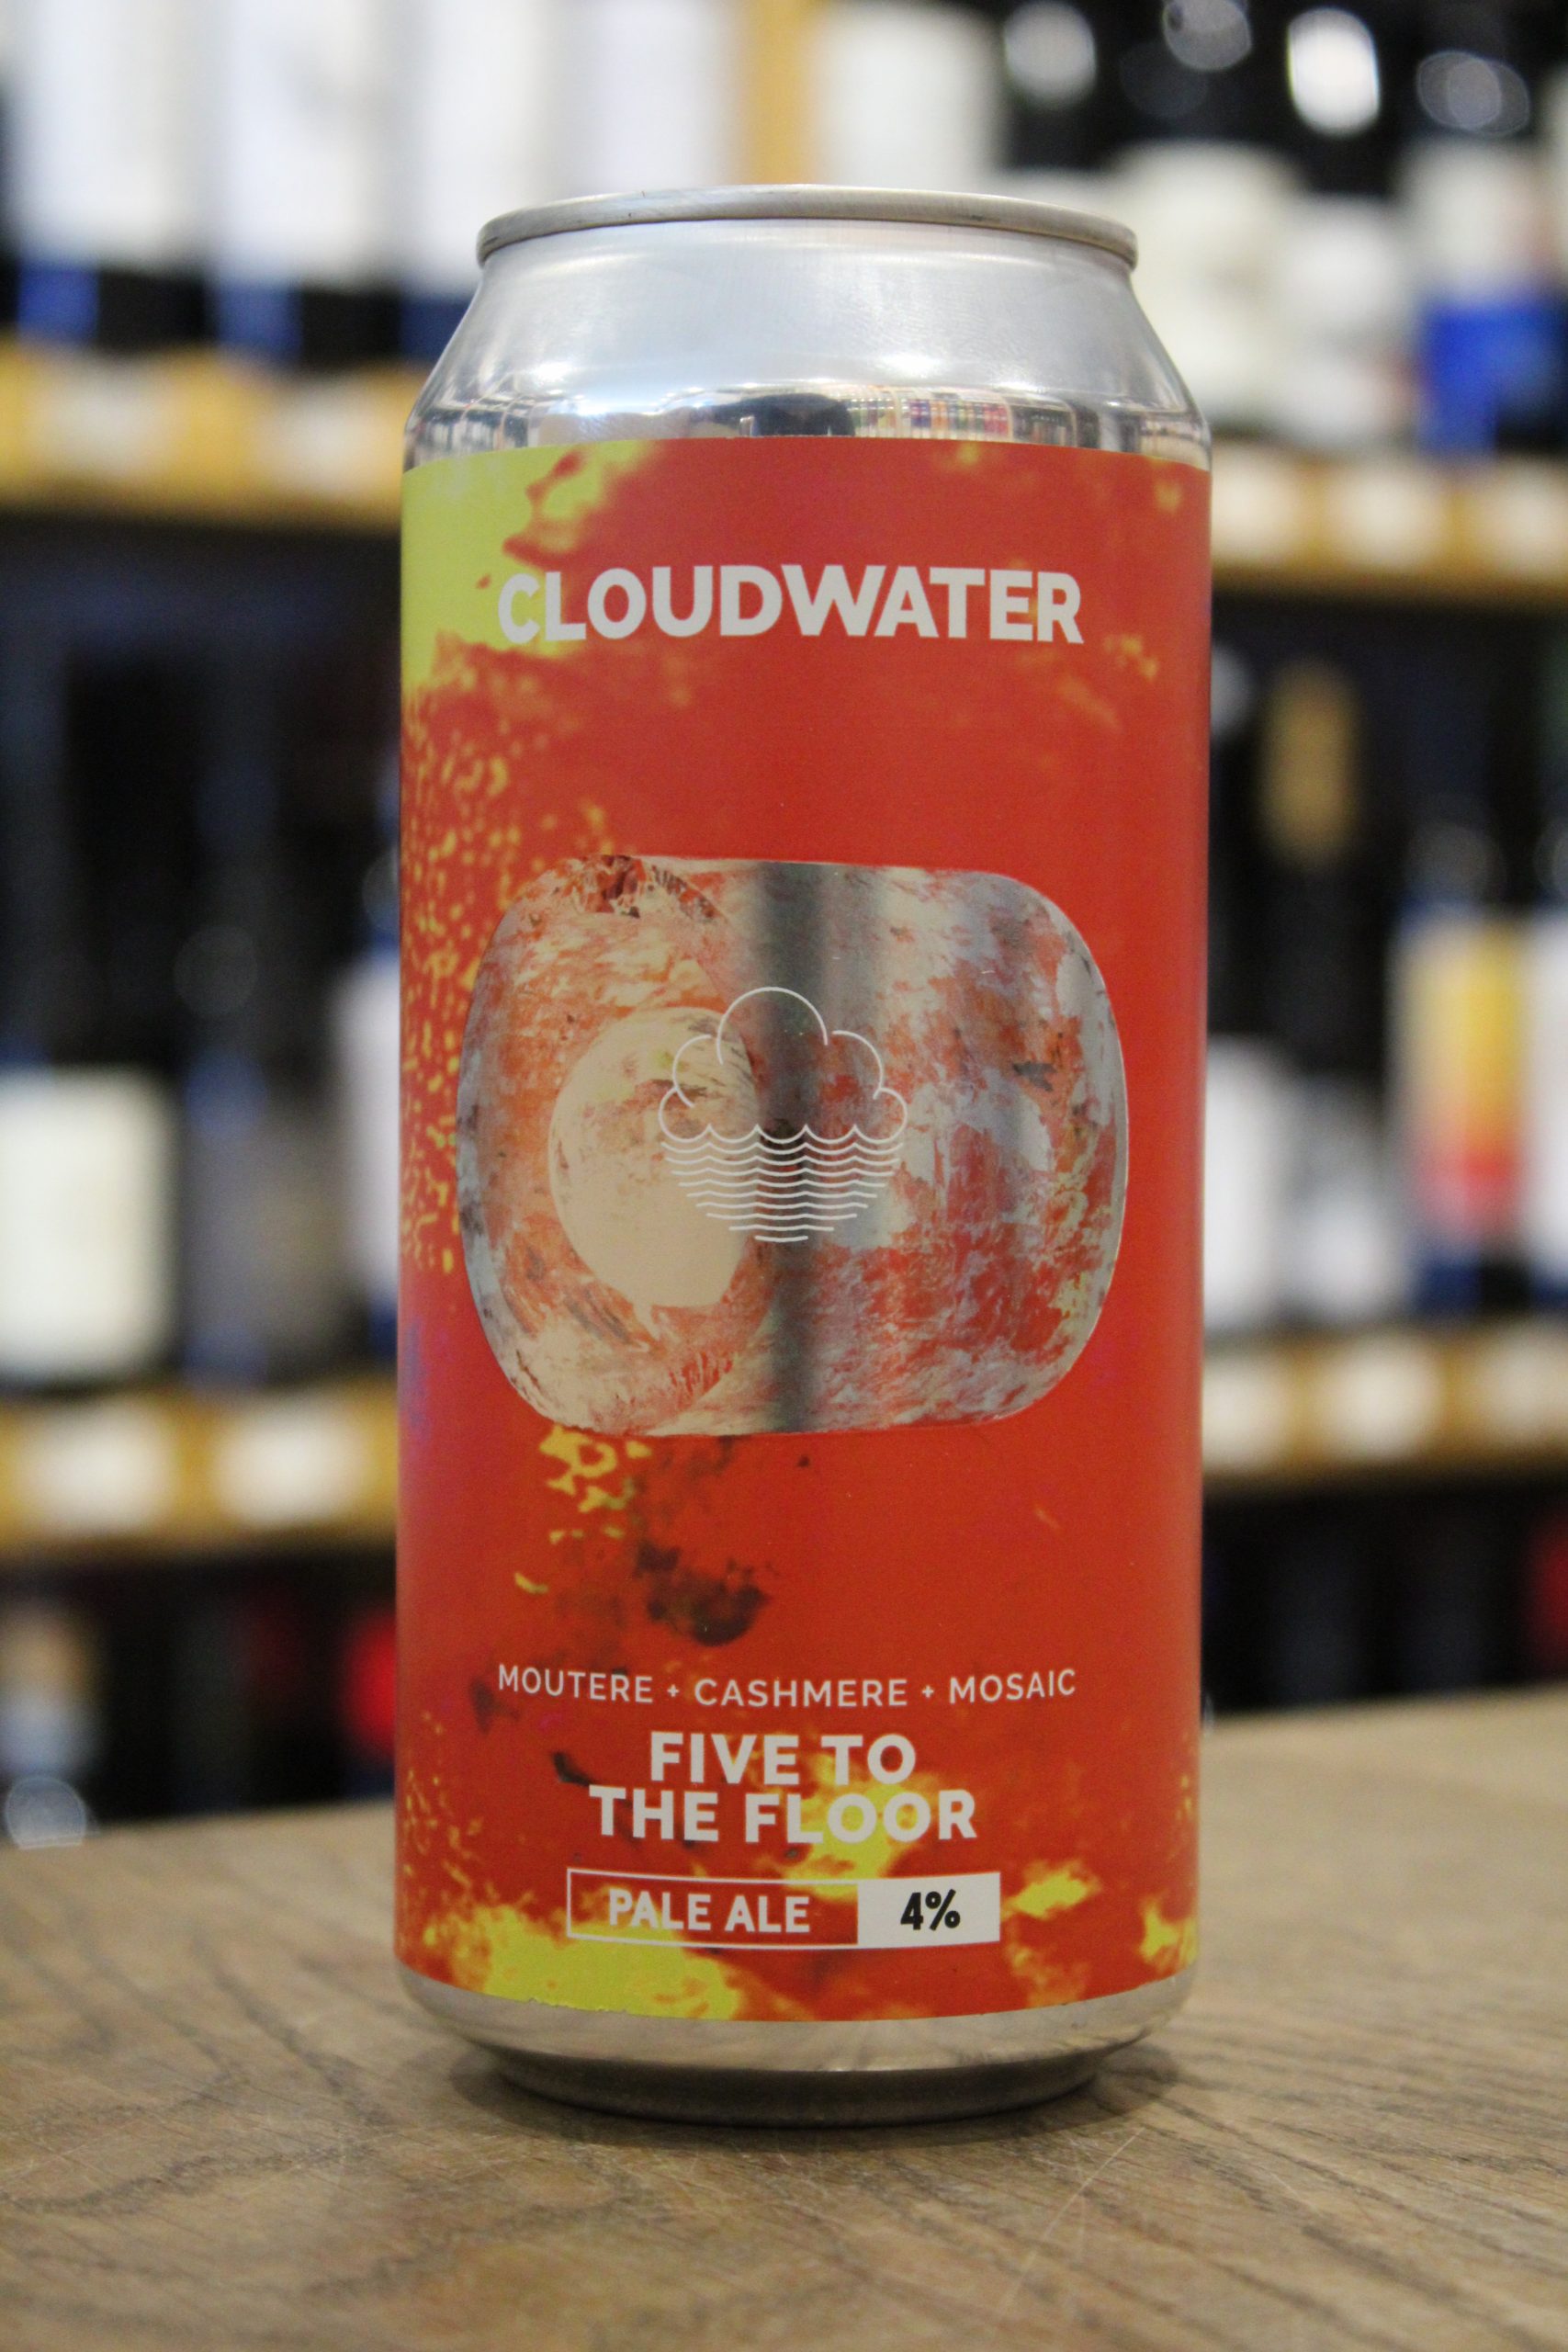 CLOUDWATER
MOUTERE + CASHMERE + MOSAIC
FIVE TO
THE FLOOR
PALE ALE 4%